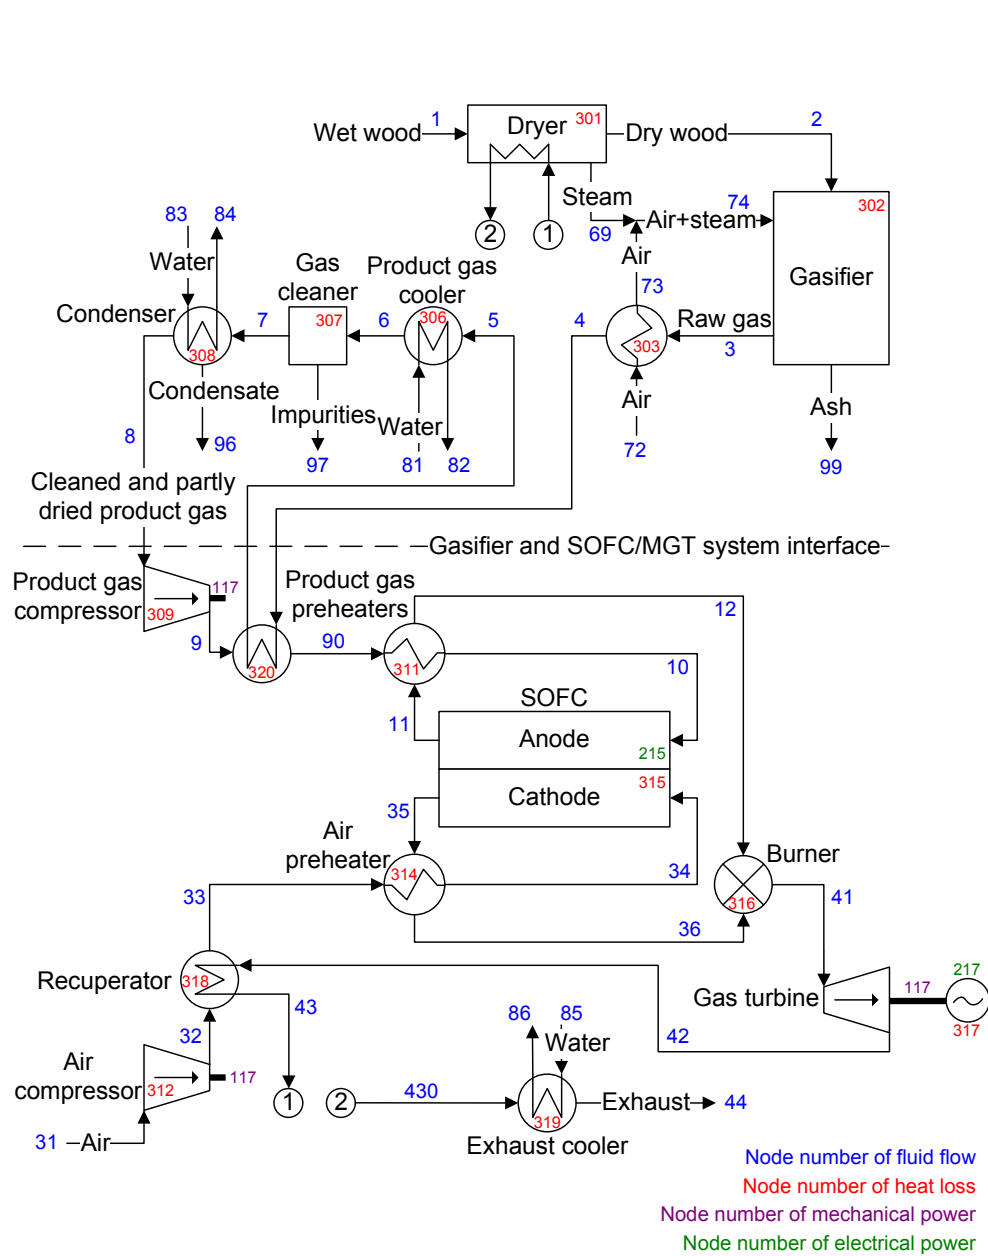 1
Wet wood
Dryer
301
Dry wood
2
Steam
2
1
69
74
Air+steam
302
Gasifier
83
84
Water
Gas
cleaner
Product gas
cooler
Air
73
Condenser
7
307
6
306
5
4
Raw gas
303
3
308
Condensate
Impurities
Water
Air
Ash
8
96
97
81
82
72
99
Cleaned and partly
dried product gas
Gasifier and SOFC/MGT system interface
Product gas
compressor
117
309
Product gas
preheaters
12
9
320
90
311
10
SOFC
11
Anode
215
Cathode
315
35
Air
preheater
314
34
Burner
316
41
33
36
Recuperator
318
217
Gas turbine
117
317
43
32
86
85
42
Air
compressor
312
117
Water
1
2
430
319
Exhaust
44
31
Air
Exhaust cooler
Node number of fluid flow
Node number of heat loss
Node number of mechanical power
Node number of electrical power